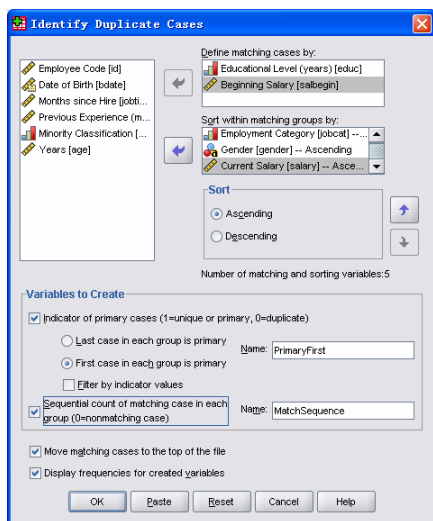 Identify Duplicate Cases
Define matching cases by:
Employee Code [id]
Date of Birth [bdate]
Months since Hire [jobti...
Previous Experience (m...
Minority Classification [...
Years [age]
Educational Level (years) [educ]
Beginning Salary [salbegin]
Sort within matching groups by:
Employment Category [jobcat] --...
Gender [gender] -- Ascending
Current Salary [salary] -- Asce...
Sort
Ascending
Descending
Number of matching and sorting variables:5
Variables to Create
Indicator of primary cases (1=unique or primary, 0=duplicate)
Last case in each group is primary
First case in each group is primary
Name: PrimaryFirst
Filter by indicator values
Sequential count of matching case in each
group (0=nonmatching case)
Name: MatchSequence
Move matching cases to the top of the file
Display frequencies for created variables
OK Paste Reset Cancel Help